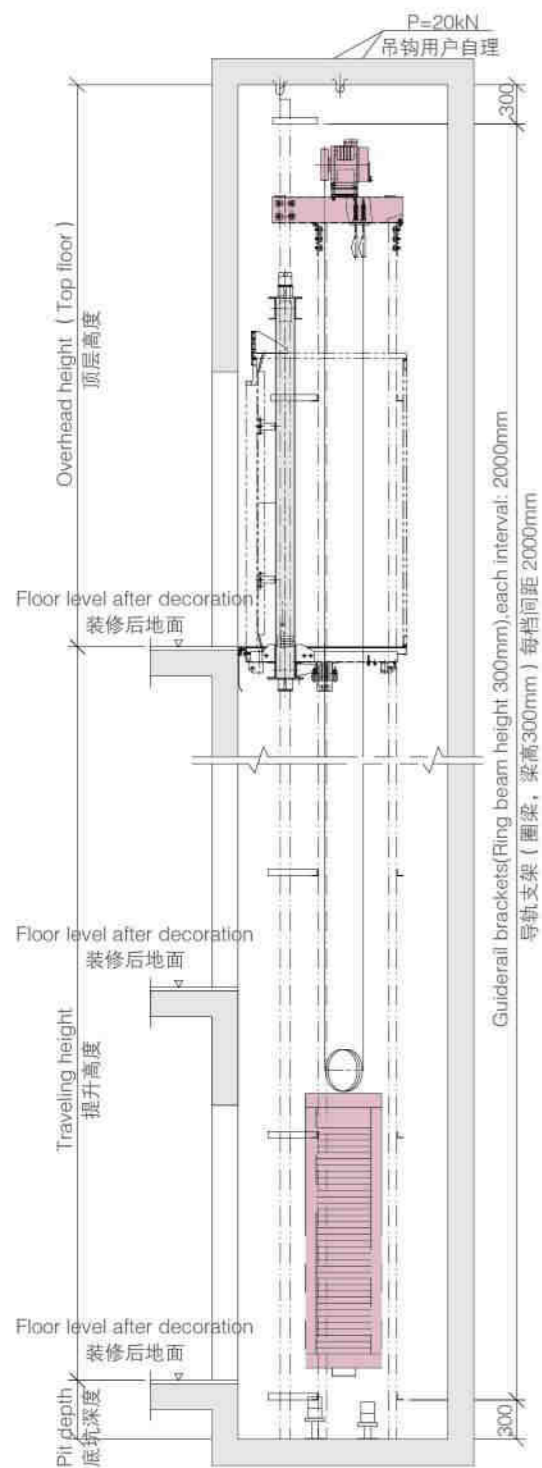 P=20kN
吊钩用户自理
300
Overhead height ( Top floor )
顶层高度
Floor level after decoration
装修后地面
Guiderail brackets(Ring beam height 300mm),each interval: 2000mm
导轨支架（圈梁，梁高300mm）每档间距 2000mm
Floor level after decoration
装修后地面
Traveling height
提升高度
Floor level after decoration
装修后地面
Pit depth
底坑深度
300